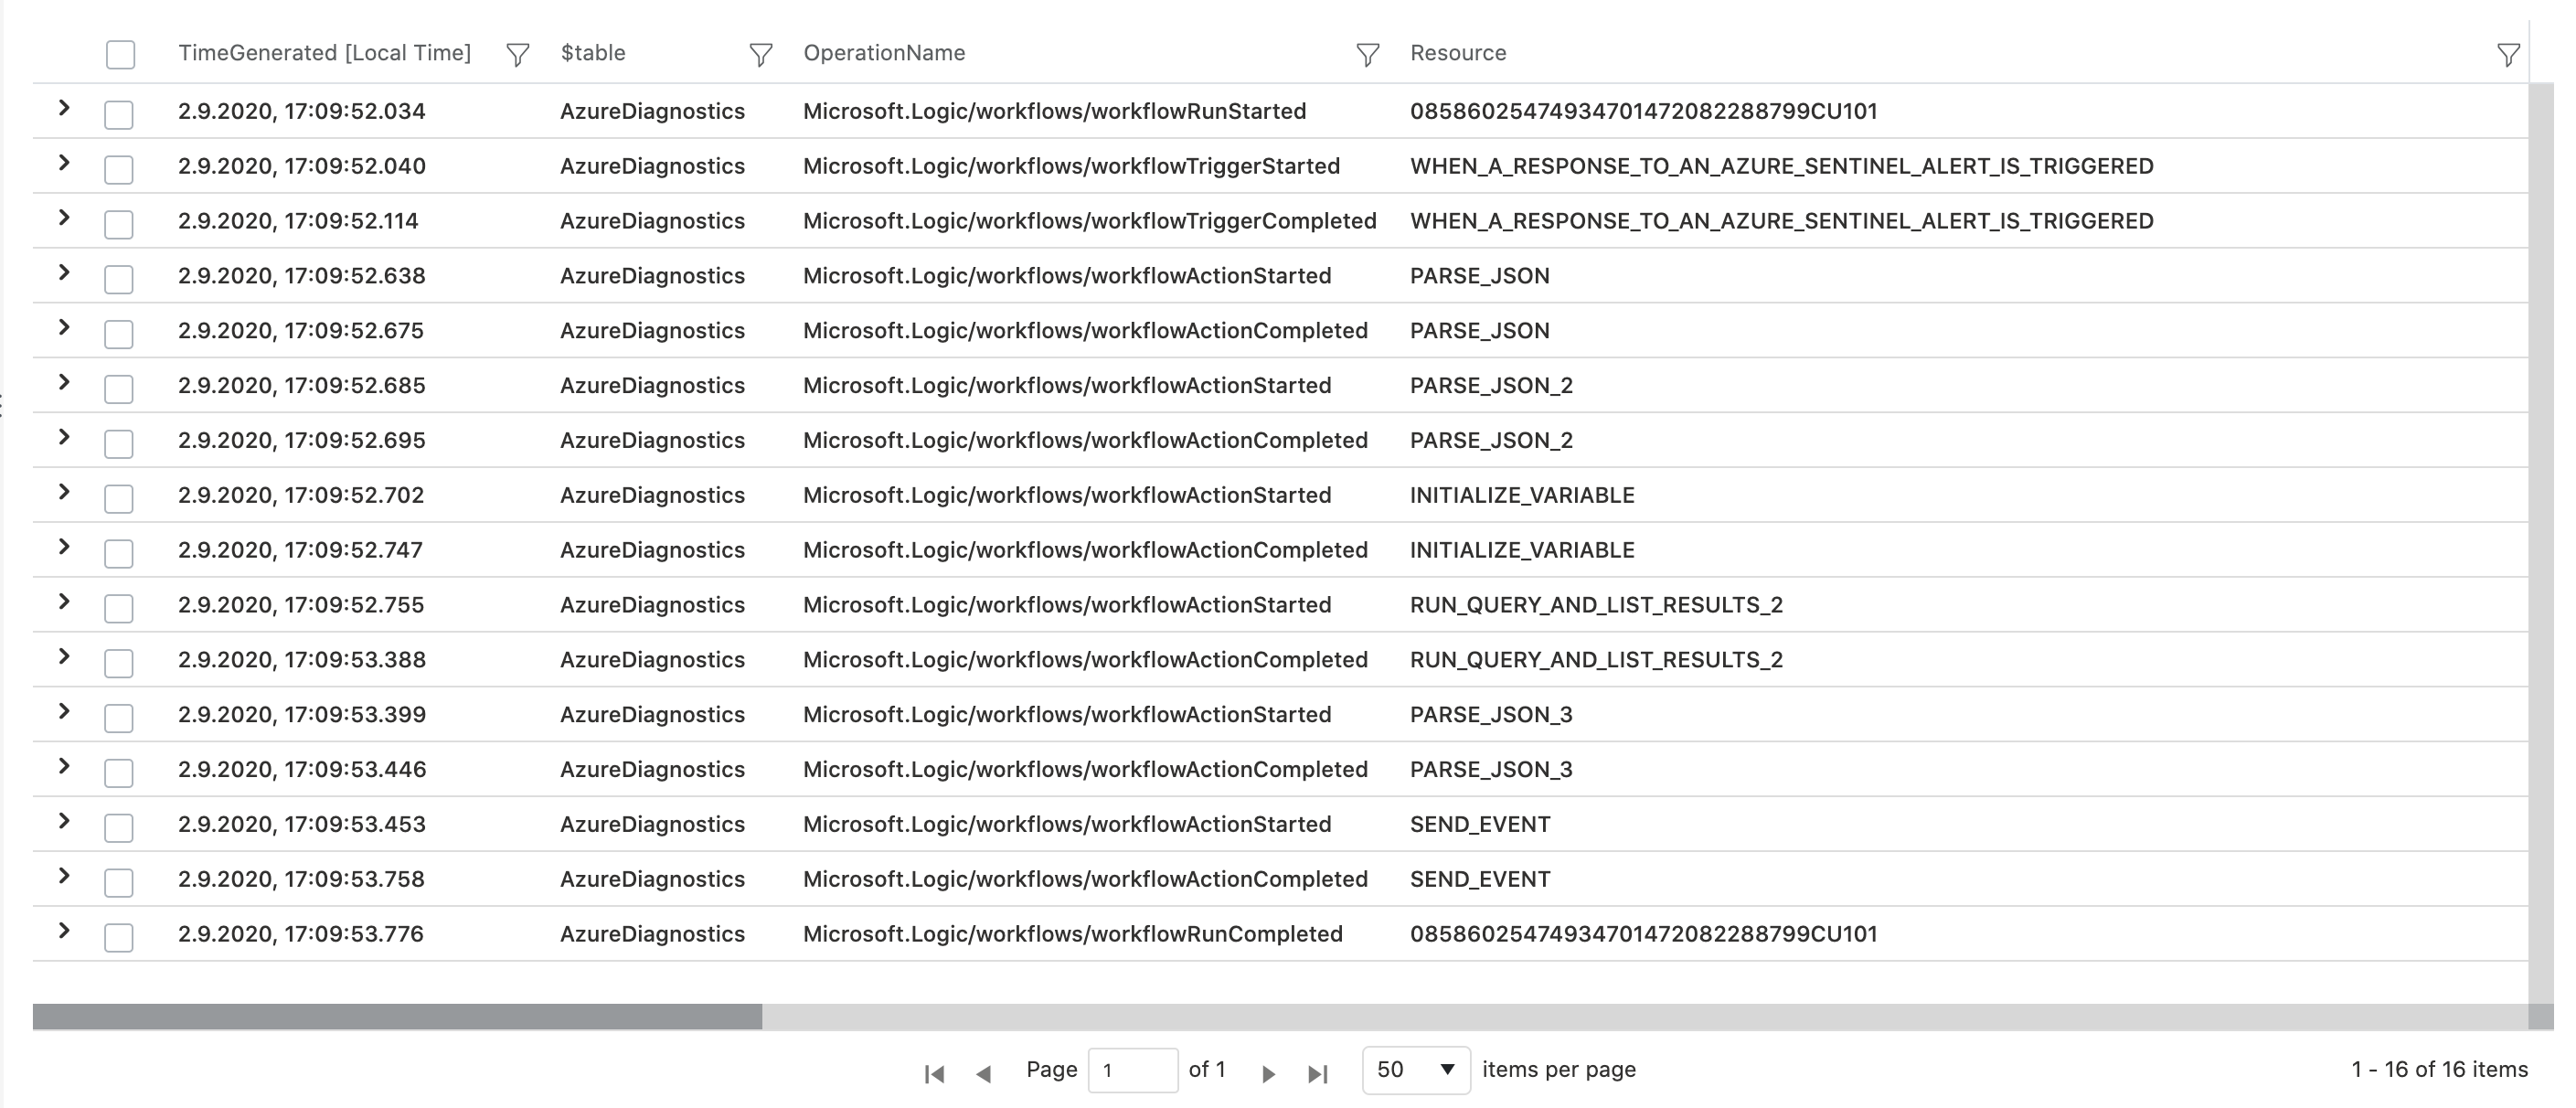 TimeGenerated [Local Time] $table OperationName Resource
2.9.2020, 17:09:52.034 AzureDiagnostics Microsoft.Logic/workflows/workflowRunStarted 08586025474934701472082288799CU101
2.9.2020, 17:09:52.040 AzureDiagnostics Microsoft.Logic/workflows/workflowTriggerStarted WHEN_A_RESPONSE_TO_AN_AZURE_SENTINEL_ALERT_IS_TRIGGERED
2.9.2020, 17:09:52.114 AzureDiagnostics Microsoft.Logic/workflows/workflowTriggerCompleted WHEN_A_RESPONSE_TO_AN_AZURE_SENTINEL_ALERT_IS_TRIGGERED
2.9.2020, 17:09:52.638 AzureDiagnostics Microsoft.Logic/workflows/workflowActionStarted PARSE_JSON
2.9.2020, 17:09:52.675 AzureDiagnostics Microsoft.Logic/workflows/workflowActionCompleted PARSE_JSON
2.9.2020, 17:09:52.685 AzureDiagnostics Microsoft.Logic/workflows/workflowActionStarted PARSE_JSON_2
2.9.2020, 17:09:52.695 AzureDiagnostics Microsoft.Logic/workflows/workflowActionCompleted PARSE_JSON_2
2.9.2020, 17:09:52.702 AzureDiagnostics Microsoft.Logic/workflows/workflowActionStarted INITIALIZE_VARIABLE
2.9.2020, 17:09:52.747 AzureDiagnostics Microsoft.Logic/workflows/workflowActionCompleted INITIALIZE_VARIABLE
2.9.2020, 17:09:52.755 AzureDiagnostics Microsoft.Logic/workflows/workflowActionStarted RUN_QUERY_AND_LIST_RESULTS_2
2.9.2020, 17:09:53.388 AzureDiagnostics Microsoft.Logic/workflows/workflowActionCompleted RUN_QUERY_AND_LIST_RESULTS_2
2.9.2020, 17:09:53.399 AzureDiagnostics Microsoft.Logic/workflows/workflowActionStarted PARSE_JSON_3
2.9.2020, 17:09:53.446 AzureDiagnostics Microsoft.Logic/workflows/workflowActionCompleted PARSE_JSON_3
2.9.2020, 17:09:53.453 AzureDiagnostics Microsoft.Logic/workflows/workflowActionStarted SEND_EVENT
2.9.2020, 17:09:53.758 AzureDiagnostics Microsoft.Logic/workflows/workflowActionCompleted SEND_EVENT
2.9.2020, 17:09:53.776 AzureDiagnostics Microsoft.Logic/workflows/workflowRunCompleted 08586025474934701472082288799CU101
Page 1 of 1 50 items per page 1 - 16 of 16 items